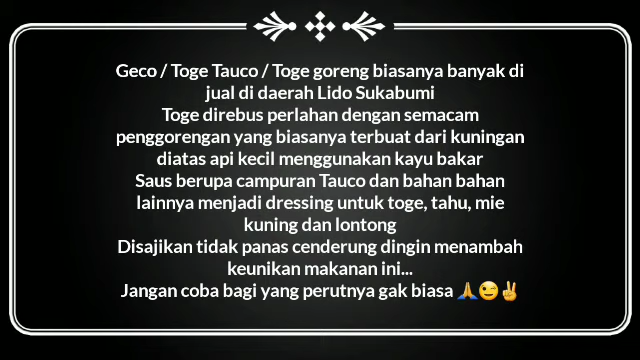 Geco / Toge Tauco / Toge goreng biasanya banyak di
jual di daerah Lido Sukabumi
Toge direbus perlahan dengan semacam
penggorengan yang biasanya terbuat dari kuningan
diatas api kecil menggunakan kayu bakar
Saus berupa campuran Tauco dan bahan bahan
lainnya menjadi dressing untuk toge, tahu, mie
kuning dan lontong
Disajikan tidak panas cenderung dingin menambah
keunikan makanan ini...
Jangan coba bagi yang perutnya gak biasa 🙏😉✌